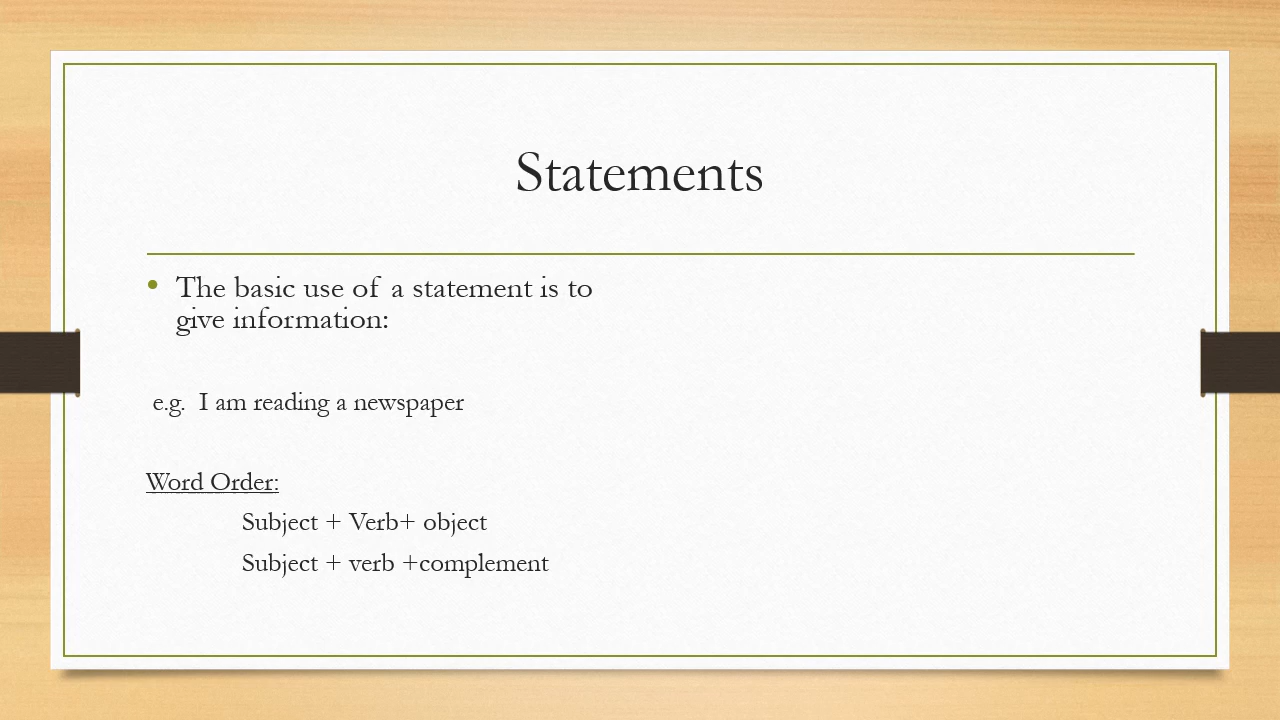 Statements
• The basic use of a statement is to
give information:
e.g. I am reading a newspaper
Word Order:
Subject + Verb+ object
Subject + verb +complement